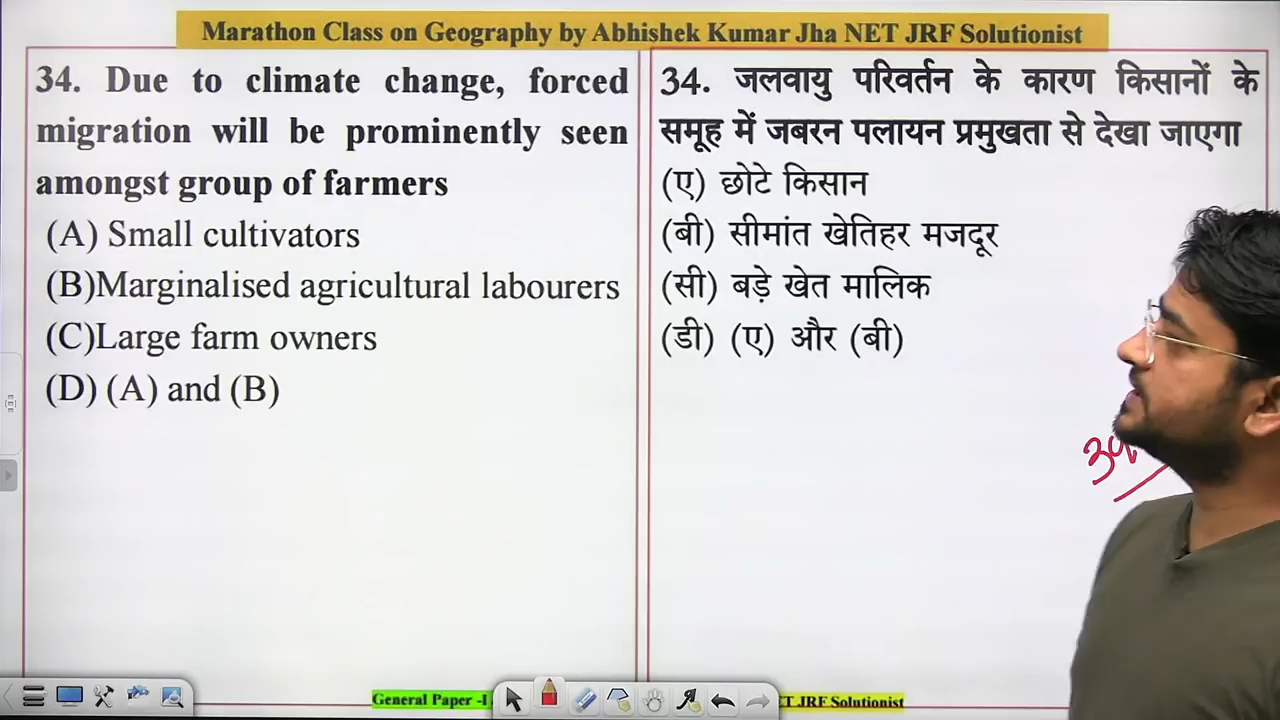 Marathon Class on Geography by Abhishek Kumar Jha NET JRF Solutionist
34. Due to climate change, forced
migration will be prominently seen
amongst group of farmers
(A) Small cultivators
(B)Marginalised agricultural labourers
(C)Large farm owners
(D) (A) and (B)
34. जलवायु परिवर्तन के कारण किसानों के
समूह में जबरन पलायन प्रमुखता से देखा जाएगा
(ए) छोटे किसान
(बी) सीमांत खेतिहर मजदूर
(सी) बड़े खेत मालिक
(डी) (ए) और (बी)
General Paper -I
JRF Solutionist